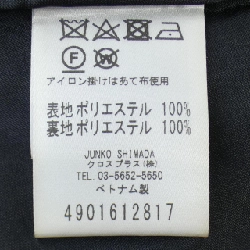 アイロン掛けはあて布使用
表地 ポリエステル 100%
裏地 ポリエステル 100%
JUNKO SHIMADA
クロスプラス(株)
TEL. 03-5652-5650
ベトナム製
4901612817